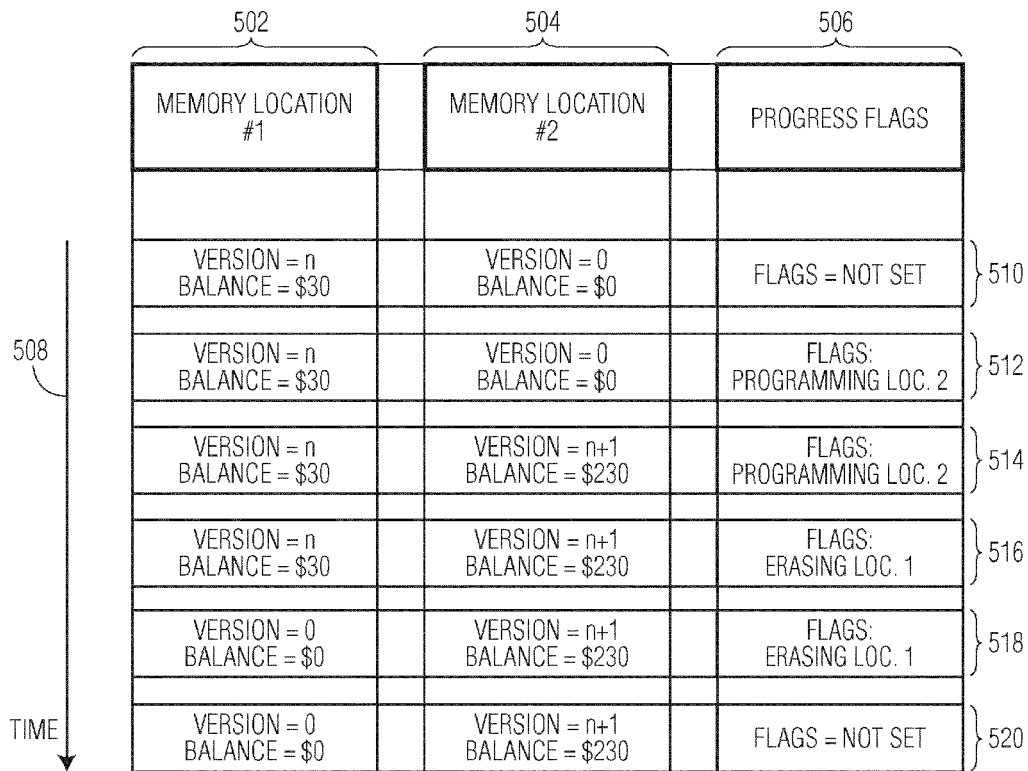 502
504
506
MEMORY LOCATION
#1
MEMORY LOCATION
#2
PROGRESS FLAGS
VERSION = n
BALANCE = $30
VERSION = 0
BALANCE = $0
FLAGS = NOT SET
510
508
VERSION = n
BALANCE = $30
VERSION = 0
BALANCE = $0
FLAGS:
PROGRAMMING LOC. 2
512
VERSION = n
BALANCE = $30
VERSION = n+1
BALANCE = $230
FLAGS:
PROGRAMMING LOC. 2
514
VERSION = n
BALANCE = $30
VERSION = n+1
BALANCE = $230
FLAGS:
ERASING LOC. 1
516
VERSION = 0
BALANCE = $0
VERSION = n+1
BALANCE = $230
FLAGS:
ERASING LOC. 1
518
TIME
VERSION = 0
BALANCE = $0
VERSION = n+1
BALANCE = $230
FLAGS = NOT SET
520